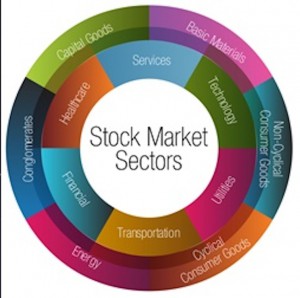 Stock Market
Sectors
Services
Technology
Utilities
Transportation
Financial
Healthcare
Capital Goods
Basic Materials
Non-Cyclical
Consumer Goods
Cyclical
Consumer Goods
Energy
Conglomerates